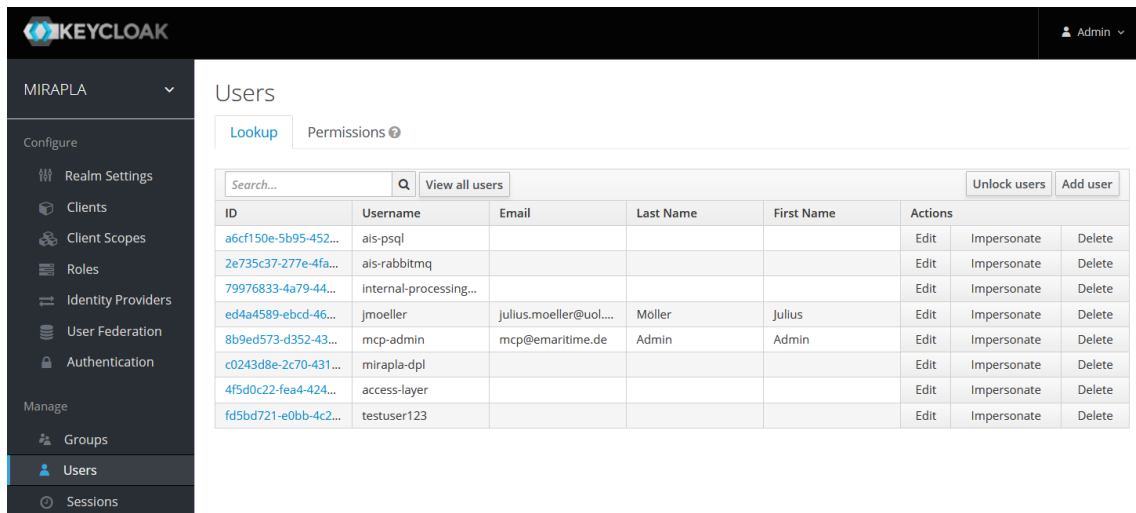 KEYCLOAK
Admin
MIRAPLA
Configure
Realm Settings
Clients
Client Scopes
Roles
Identity Providers
User Federation
Authentication
Manage
Groups
Users
Sessions
Users
Lookup Permissions
Search... View all users Unlock users Add user
ID Username Email Last Name First Name Actions
a6cf150e-5b95-452... ais-psql Edit Impersonate Delete
2e735c37-277e-4fa... ais-rabbitmq Edit Impersonate Delete
79976833-4a79-44... internal-processing... Edit Impersonate Delete
ed4a4589-ebcd-46... jmoeller julius.moeller@uol.... Möller Julius Edit Impersonate Delete
8b9ed573-d352-43... mcp-admin mcp@emaritime.de Admin Admin Edit Impersonate Delete
c0243d8e-2c70-431... mirapla-dpl Edit Impersonate Delete
4f5d0c22-fea4-424... access-layer Edit Impersonate Delete
fd5bd721-e0bb-4c2... testuser123 Edit Impersonate Delete